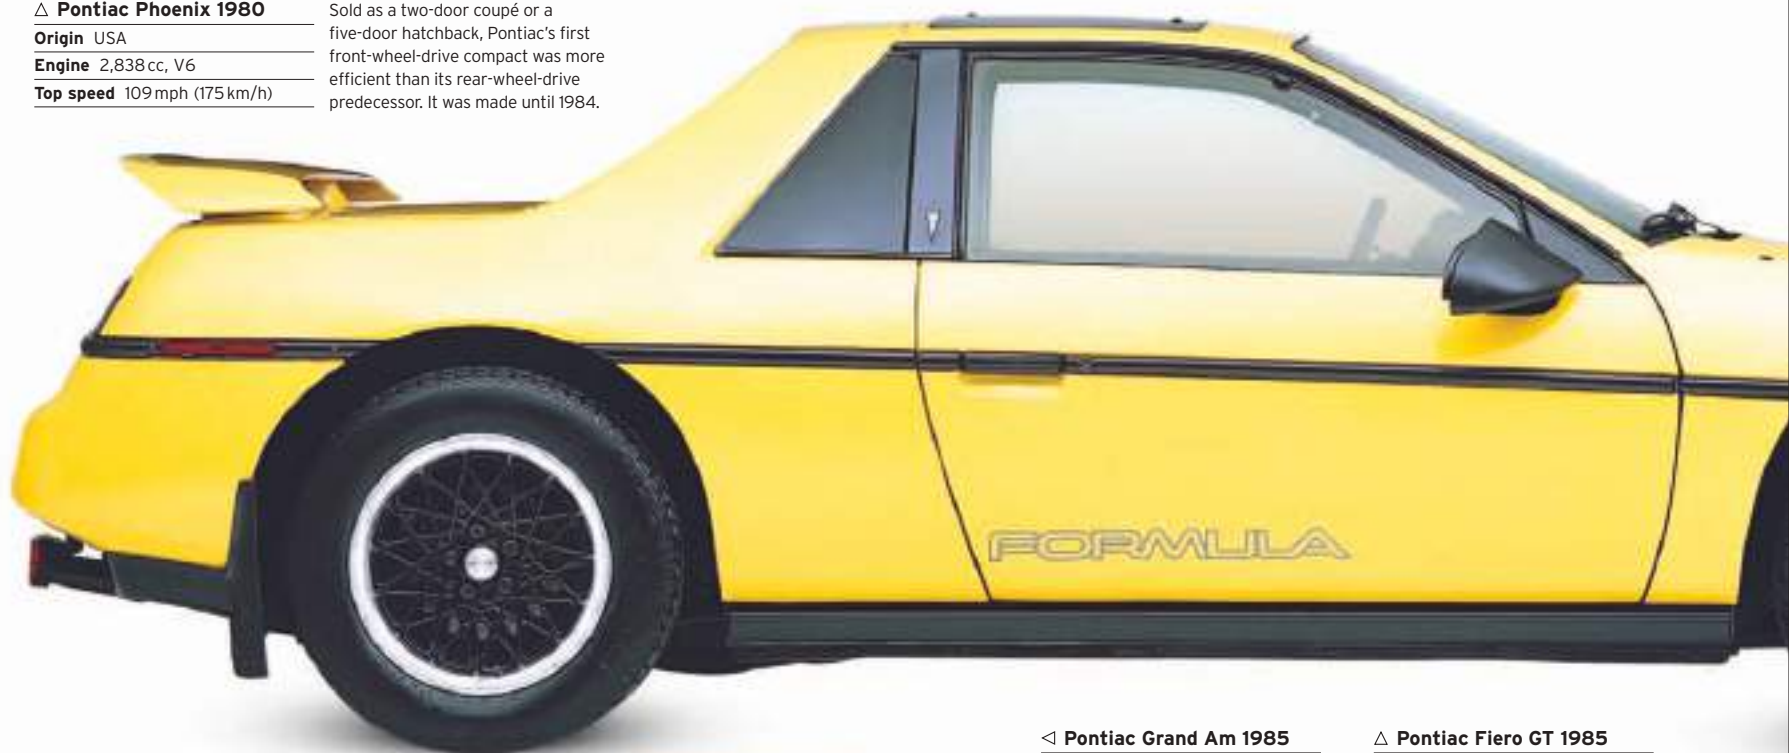 △ Pontiac Phoenix 1980
Origin USA
Engine 2,838 cc, V6
Top speed 109 mph (175 km/h)
Sold as a two-door coupé or a
five-door hatchback, Pontiac's first
front-wheel-drive compact was more
efficient than its rear-wheel-drive
predecessor. It was made until 1984.
FORMULA
◁ Pontiac Grand Am 1985
△ Pontiac Fiero GT 1985